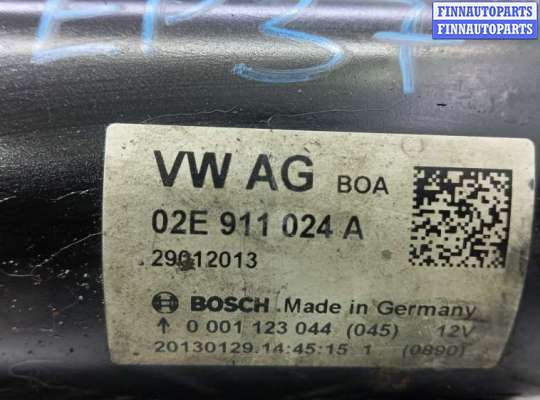 FINNAUTOPARTS
FINNAUTOPARTS
EP37
VW AG BOA
02E 911 024 A
29012013
BOSCH Made in Germany
↑ 0 001 123 044 (045) 12V
20130129.14:45:15 1 (0890)